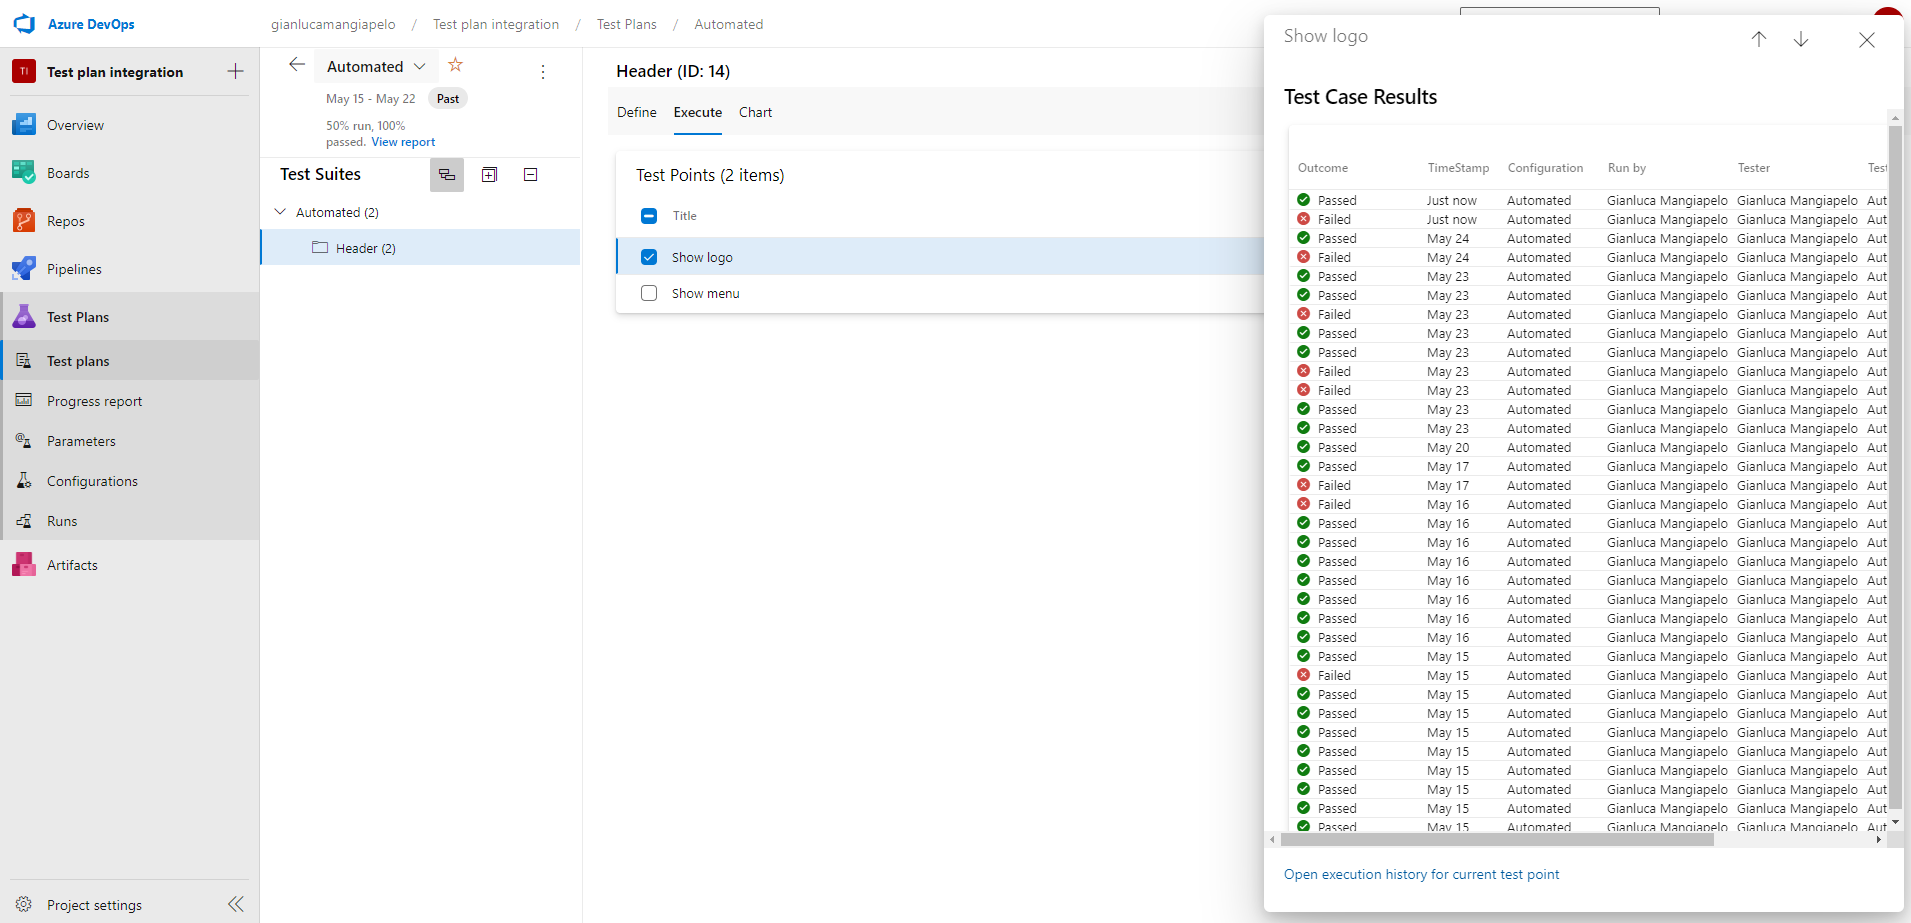 Azure DevOps
gianlucamangiapelo / Test plan integration / Test Plans / Automated
TI Test plan integration
Overview
Boards
Repos
Pipelines
Test Plans
Test plans
Progress report
Parameters
Configurations
Runs
Artifacts
Project settings
Automated
May 15 - May 22 Past
50% run, 100%
passed. View report
Test Suites
Automated (2)
Header (2)
Header (ID: 14)
Define Execute Chart
Test Points (2 items)
Title
Show logo
Show menu
Show logo
Test Case Results
Outcome TimeStamp Configuration Run by Tester Test
Passed Just now Automated Gianluca Mangiapelo Gianluca Mangiapelo Aut
Failed Just now Automated Gianluca Mangiapelo Gianluca Mangiapelo Aut
Passed May 24 Automated Gianluca Mangiapelo Gianluca Mangiapelo Aut
Failed May 24 Automated Gianluca Mangiapelo Gianluca Mangiapelo Aut
Passed May 23 Automated Gianluca Mangiapelo Gianluca Mangiapelo Aut
Passed May 23 Automated Gianluca Mangiapelo Gianluca Mangiapelo Aut
Failed May 23 Automated Gianluca Mangiapelo Gianluca Mangiapelo Aut
Passed May 23 Automated Gianluca Mangiapelo Gianluca Mangiapelo Aut
Passed May 23 Automated Gianluca Mangiapelo Gianluca Mangiapelo Aut
Failed May 23 Automated Gianluca Mangiapelo Gianluca Mangiapelo Aut
Failed May 23 Automated Gianluca Mangiapelo Gianluca Mangiapelo Aut
Passed May 23 Automated Gianluca Mangiapelo Gianluca Mangiapelo Aut
Passed May 23 Automated Gianluca Mangiapelo Gianluca Mangiapelo Aut
Passed May 20 Automated Gianluca Mangiapelo Gianluca Mangiapelo Aut
Passed May 17 Automated Gianluca Mangiapelo Gianluca Mangiapelo Aut
Failed May 17 Automated Gianluca Mangiapelo Gianluca Mangiapelo Aut
Failed May 16 Automated Gianluca Mangiapelo Gianluca Mangiapelo Aut
Passed May 16 Automated Gianluca Mangiapelo Gianluca Mangiapelo Aut
Passed May 16 Automated Gianluca Mangiapelo Gianluca Mangiapelo Aut
Passed May 16 Automated Gianluca Mangiapelo Gianluca Mangiapelo Aut
Passed May 16 Automated Gianluca Mangiapelo Gianluca Mangiapelo Aut
Passed May 16 Automated Gianluca Mangiapelo Gianluca Mangiapelo Aut
Passed May 16 Automated Gianluca Mangiapelo Gianluca Mangiapelo Aut
Passed May 16 Automated Gianluca Mangiapelo Gianluca Mangiapelo Aut
Passed May 15 Automated Gianluca Mangiapelo Gianluca Mangiapelo Aut
Failed May 15 Automated Gianluca Mangiapelo Gianluca Mangiapelo Aut
Passed May 15 Automated Gianluca Mangiapelo Gianluca Mangiapelo Aut
Passed May 15 Automated Gianluca Mangiapelo Gianluca Mangiapelo Aut
Passed May 15 Automated Gianluca Mangiapelo Gianluca Mangiapelo Aut
Passed May 15 Automated Gianluca Mangiapelo Gianluca Mangiapelo Aut
Passed May 15 Automated Gianluca Mangiapelo Gianluca Mangiapelo Aut
Passed May 15 Automated Gianluca Mangiapelo Gianluca Mangiapelo Aut
Passed May 15 Automated Gianluca Mangiapelo Gianluca Mangiapelo Aut
Passed May 15 Automated Gianluca Mangiapelo Gianluca Mangiapelo Aut
Open execution history for current test point